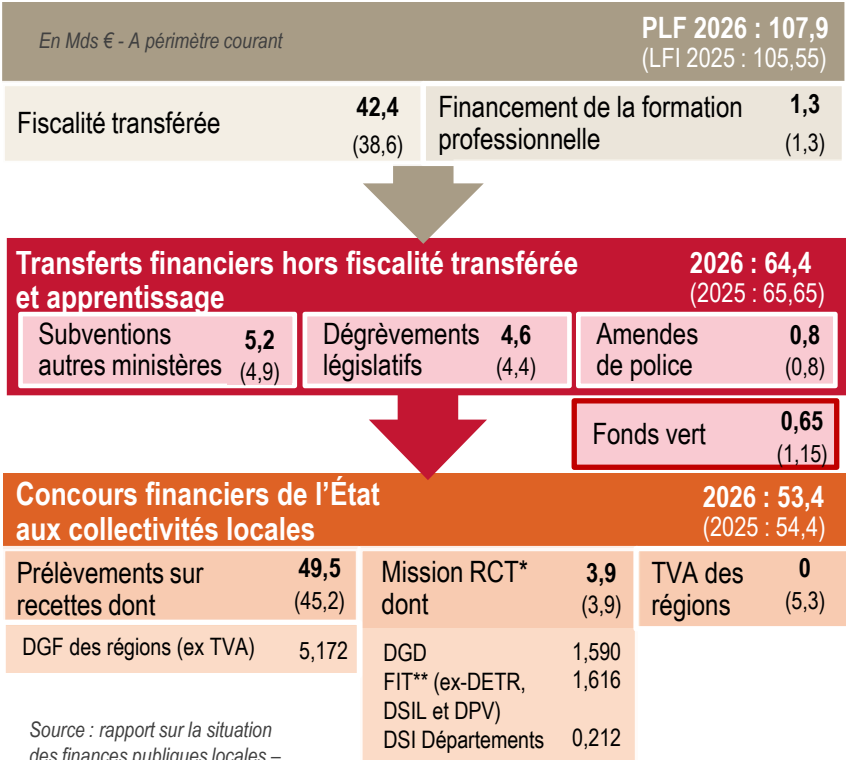 En Mds € - A périmètre courant
PLF 2026 : 107,9
(LFI 2025 : 105,55)
Fiscalité transférée
42,4
(38,6)
Financement de la formation
professionnelle
1,3
(1,3)
Transferts financiers hors fiscalité transférée
et apprentissage
2026 : 64,4
(2025 : 65,65)
Subventions
autres ministères
5,2
(4,9)
Dégrèvements
législatifs
4,6
(4,4)
Amendes
de police
0,8
(0,8)
Fonds vert
0,65
(1,15)
Concours financiers de l’État
aux collectivités locales
2026 : 53,4
(2025 : 54,4)
Prélèvements sur
recettes dont
49,5
(45,2)
Mission RCT*
dont
3,9
(3,9)
TVA des
régions
0
(5,3)
DGF des régions (ex TVA) 5,172
DGD 1,590
FIT** (ex-DETR, 1,616
DSIL et DPV)
DSI Départements 0,212
Source : rapport sur la situation
des finances publiques locales –